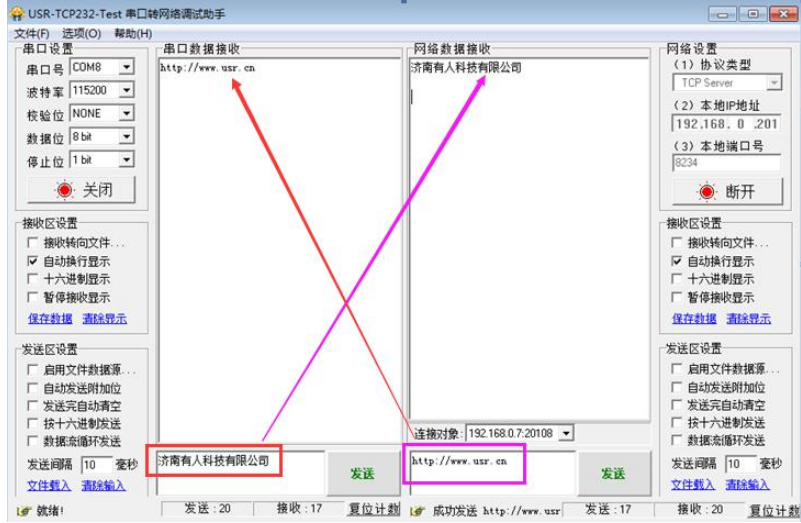 USR-TCP232-Test 串口转网络调试助手
文件(F) 选项(O) 帮助(H)
串口设置
串口号 COM8
波特率 115200
校验位 NONE
数据位 8 bit
停止位 1 bit
关闭
接收区设置
接收转向文件...
自动换行显示
十六进制显示
暂停接收显示
保存数据 清除显示
发送区设置
启用文件数据源...
自动发送附加位
发送完自动清空
按十六进制发送
数据流循环发送
发送间隔 10 毫秒
文件载入 清除输入
串口数据接收
http://www.usr.cn
济南有人科技有限公司
发送
网络数据接收
济南有人科技有限公司
连接对象: 192.168.0.7:20108
http://www.usr.cn
发送
网络设置
(1) 协议类型
TCP Server
(2) 本地IP地址
192.168. 0 .201
(3) 本地端口号
8234
断开
接收区设置
接收转向文件...
自动换行显示
十六进制显示
暂停接收显示
保存数据 清除显示
发送区设置
启用文件数据源...
自动发送附加位
发送完自动清空
按十六进制发送
数据流循环发送
发送间隔 10 毫秒
文件载入 清除输入
就绪! 发送:20 接收:17 复位计数
成功发送 http://www.usr 发送:17 接收:20 复位计数